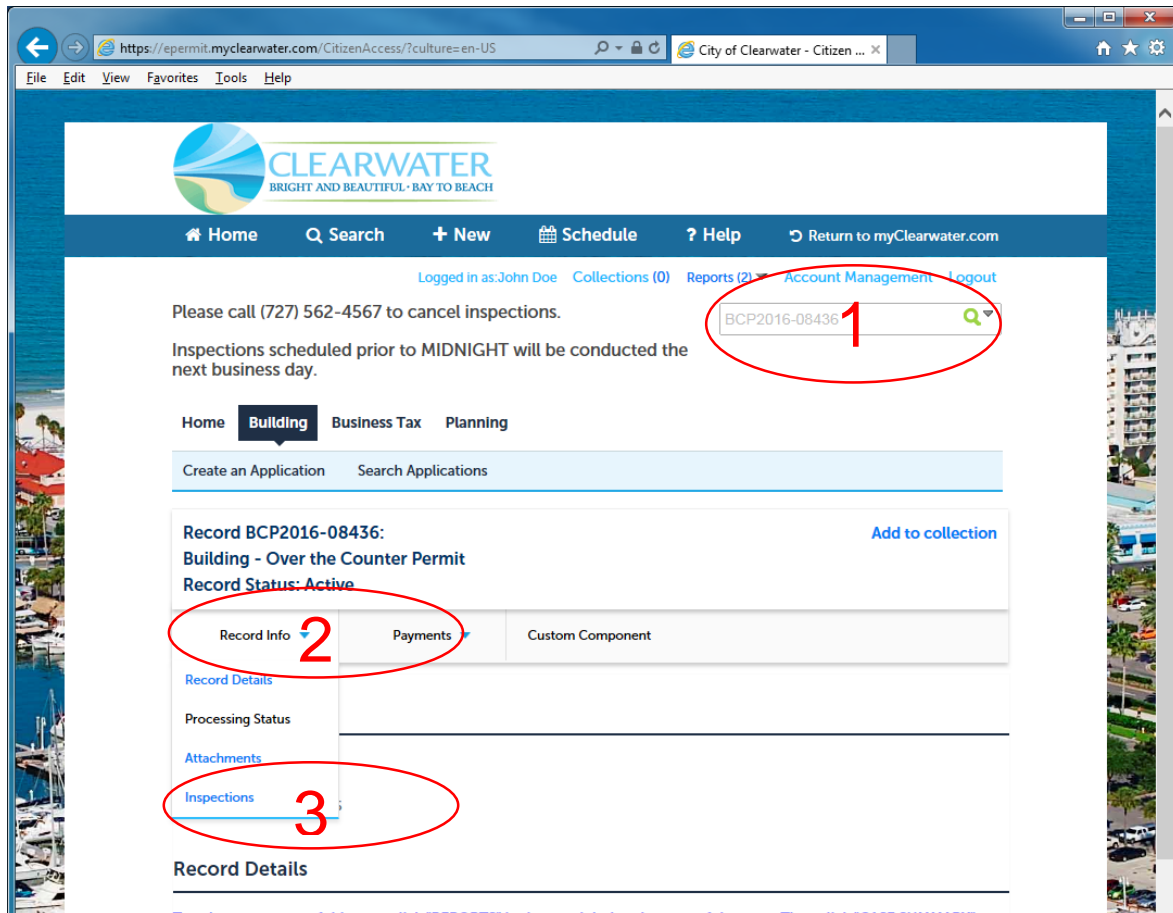 https://epermit.myclearwater.com/CitizenAccess/?culture=en-US
City of Clearwater - Citizen ...
File Edit View Favorites Tools Help
CLEARWATER
BRIGHT AND BEAUTIFUL • BAY TO BEACH
Home Search + New Schedule ? Help Return to myClearwater.com
Logged in as:John Doe Collections (0) Reports (2) Account Management Logout
Please call (727) 562-4567 to cancel inspections.
BCP2016-08436
1
Inspections scheduled prior to MIDNIGHT will be conducted the
next business day.
Home Building Business Tax Planning
Create an Application Search Applications
Record BCP2016-08436:
Add to collection
Building - Over the Counter Permit
Record Status: Active
Record Info 2 Payments Custom Component
Record Details
Processing Status
Attachments
Inspections 3
Record Details